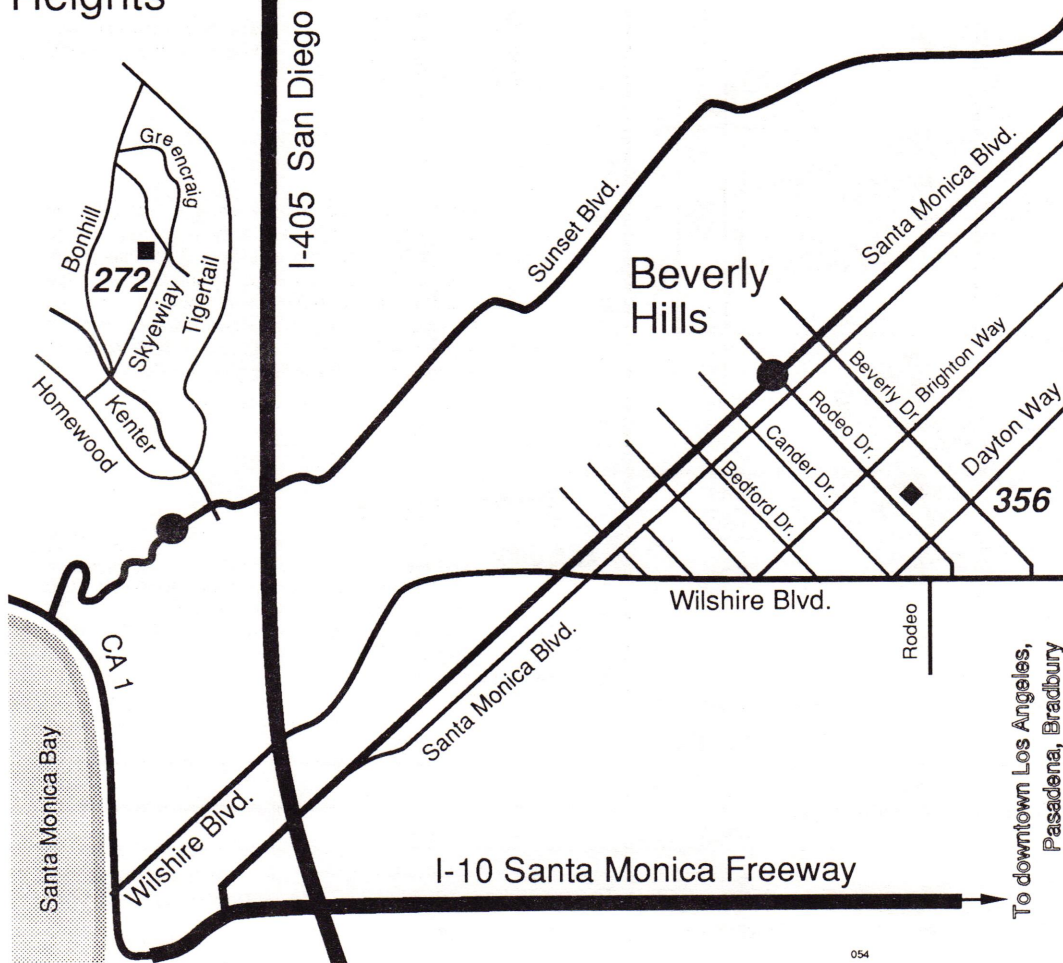 Heights
I-405 San Diego
Greencraig
Bonhill
272
Skyeway
Tigertail
Homewood
Kenter
Sunset Blvd.
Santa Monica Blvd.
Beverly
Hills
Beverly Dr.
Brighton Way
Rodeo Dr.
Dayton Way
Cander Dr.
Bedford Dr.
356
Wilshire Blvd.
Rodeo
CA 1
Santa Monica Blvd.
Santa Monica Bay
Wilshire Blvd.
I-10 Santa Monica Freeway
To downtown Los Angeles,
Pasadena, Bradbury
054